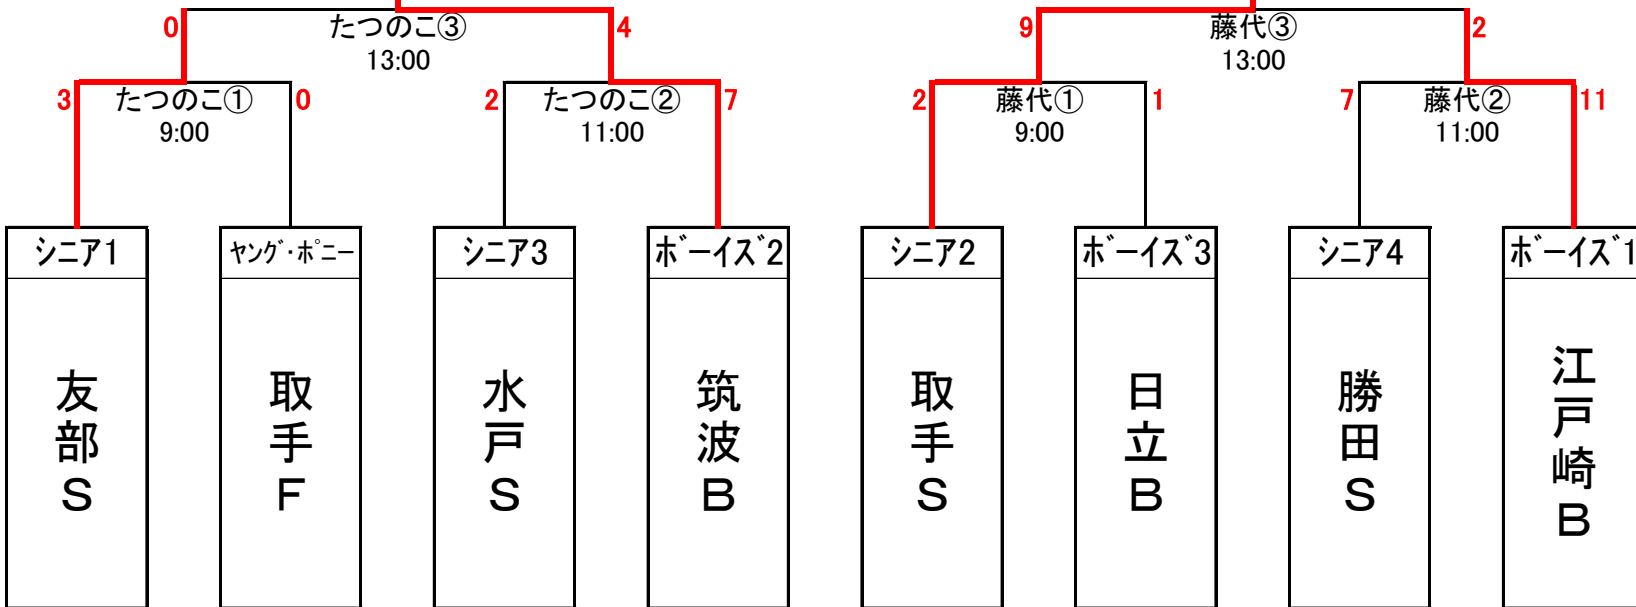 0 たつのこ③ 4 9 藤代③ 2
13:00 13:00
3 たつのこ① 0 2 たつのこ② 7 2 藤代① 1 7 藤代② 11
9:00 11:00 9:00 11:00
シニア1 ヤング・ポニー シニア3 ボーイズ2 シニア2 ボーイズ3 シニア4 ボーイズ1
友部S
取手F
水戸S
筑波B
取手S
日立B
勝田S
江戸崎B